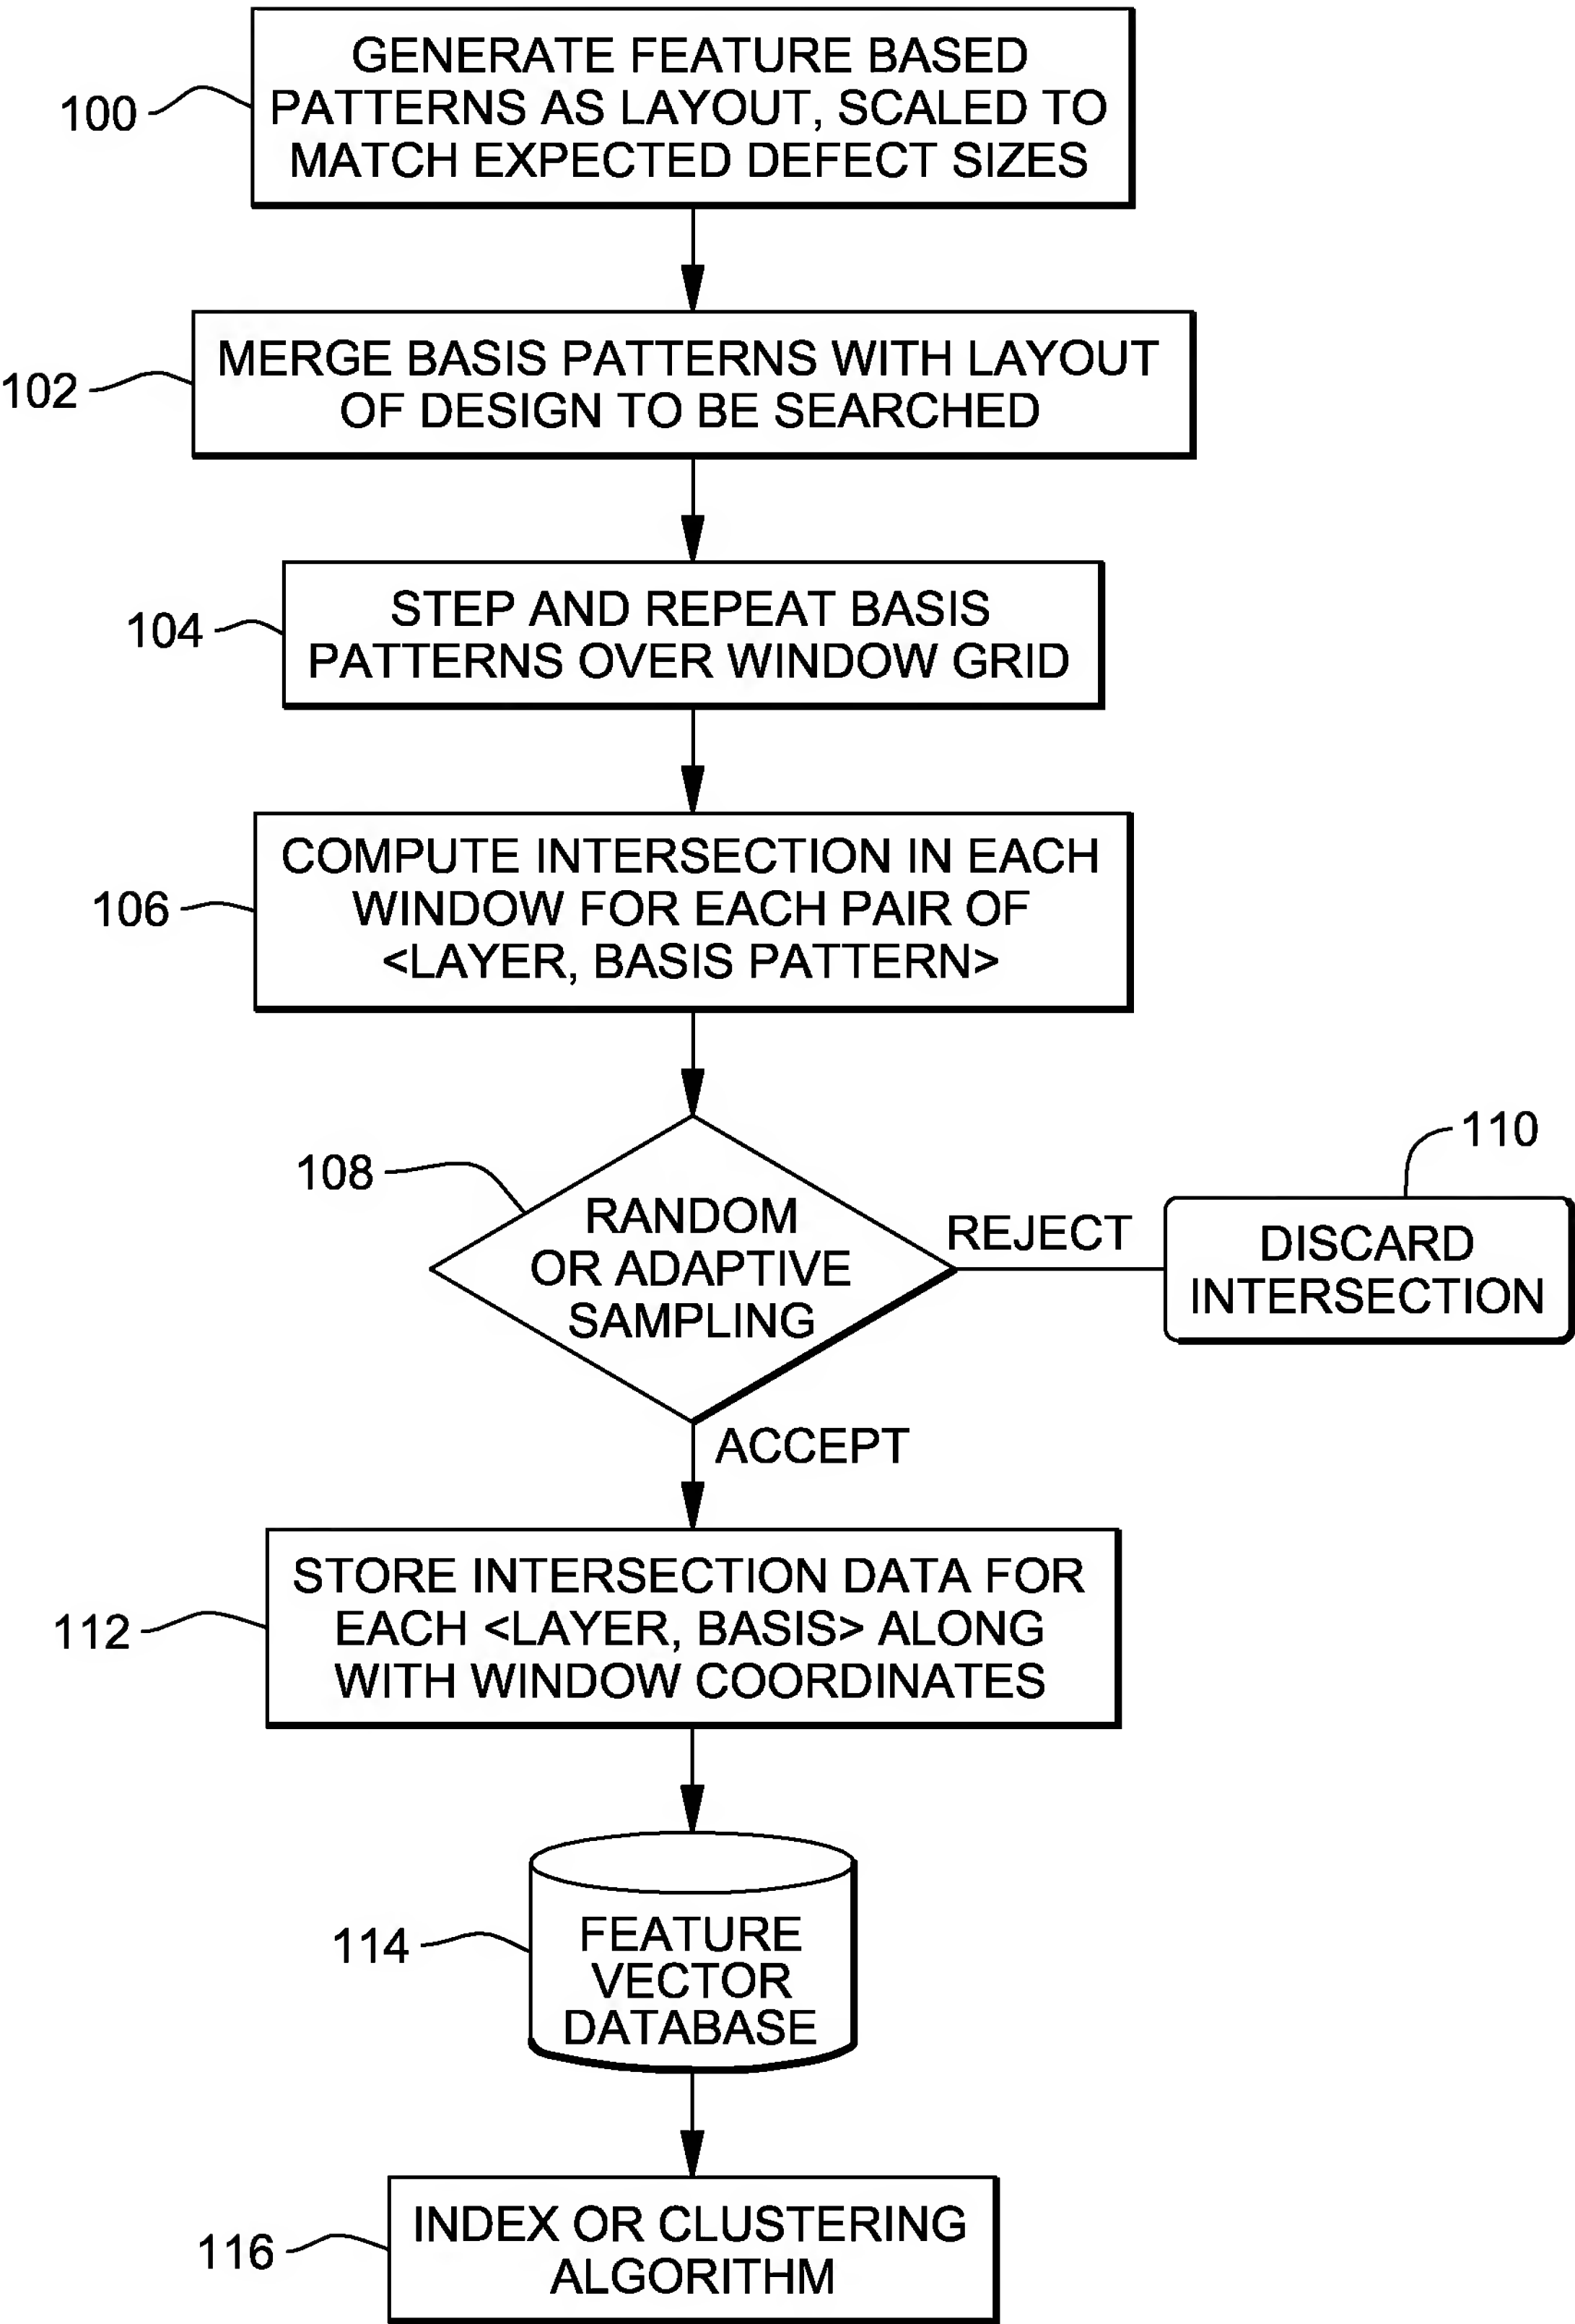 GENERATE FEATURE BASED
PATTERNS AS LAYOUT, SCALED TO
MATCH EXPECTED DEFECT SIZES
100
MERGE BASIS PATTERNS WITH LAYOUT
OF DESIGN TO BE SEARCHED
102
STEP AND REPEAT BASIS
PATTERNS OVER WINDOW GRID
104
COMPUTE INTERSECTION IN EACH
WINDOW FOR EACH PAIR OF
<LAYER, BASIS PATTERN>
106
RANDOM
OR ADAPTIVE
SAMPLING
108
REJECT
110
DISCARD
INTERSECTION
ACCEPT
STORE INTERSECTION DATA FOR
EACH <LAYER, BASIS> ALONG
WITH WINDOW COORDINATES
112
FEATURE
VECTOR
DATABASE
114
INDEX OR CLUSTERING
ALGORITHM
116